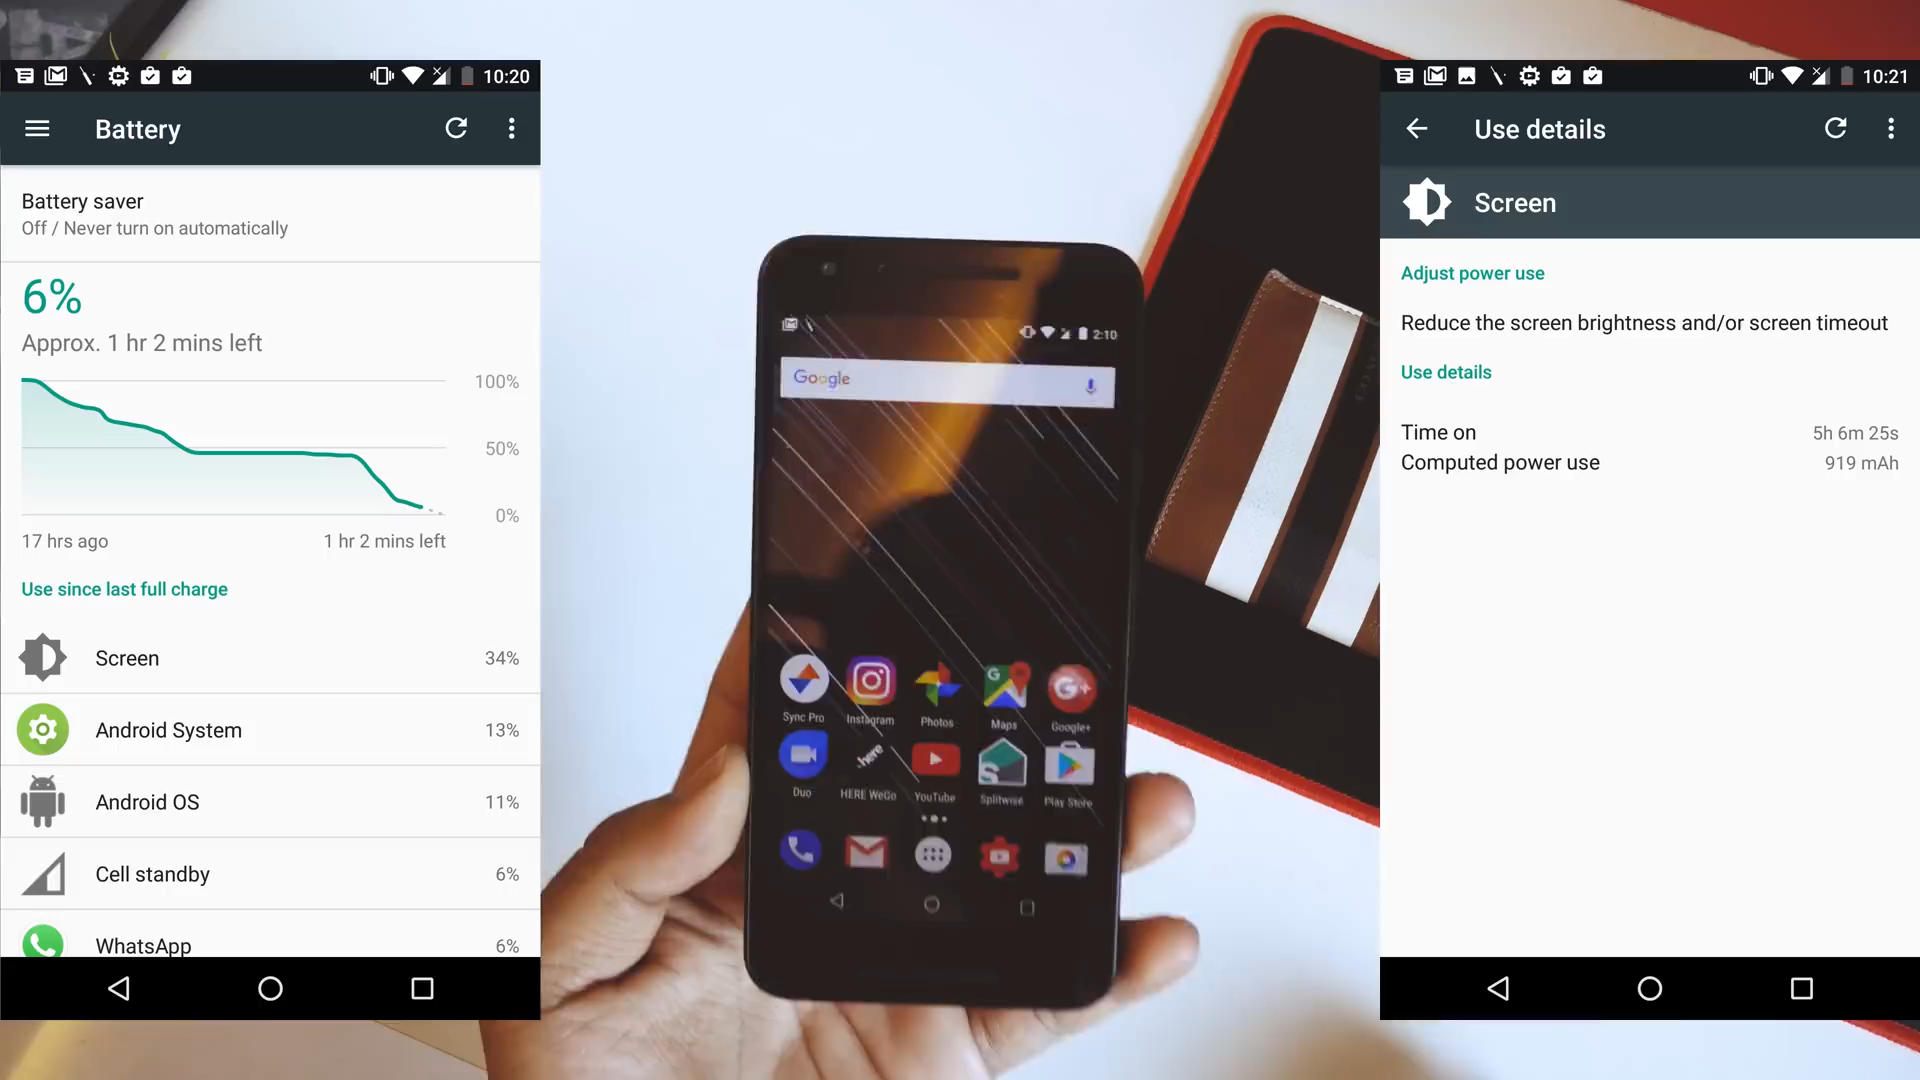 10:20
Battery
Battery saver
Off / Never turn on automatically
6%
Approx. 1 hr 2 mins left
100%
50%
0%
17 hrs ago
1 hr 2 mins left
Use since last full charge
Screen
34%
Android System
13%
Android OS
11%
Cell standby
6%
WhatsApp
6%
2:10
Google
Sync Pro
Instagram
Photos
Maps
Google+
Duo
HERE WeGo
YouTube
Splitwise
Play Store
here
G
G+
S
10:21
Use details
Screen
Adjust power use
Reduce the screen brightness and/or screen timeout
Use details
Time on
5h 6m 25s
Computed power use
919 mAh